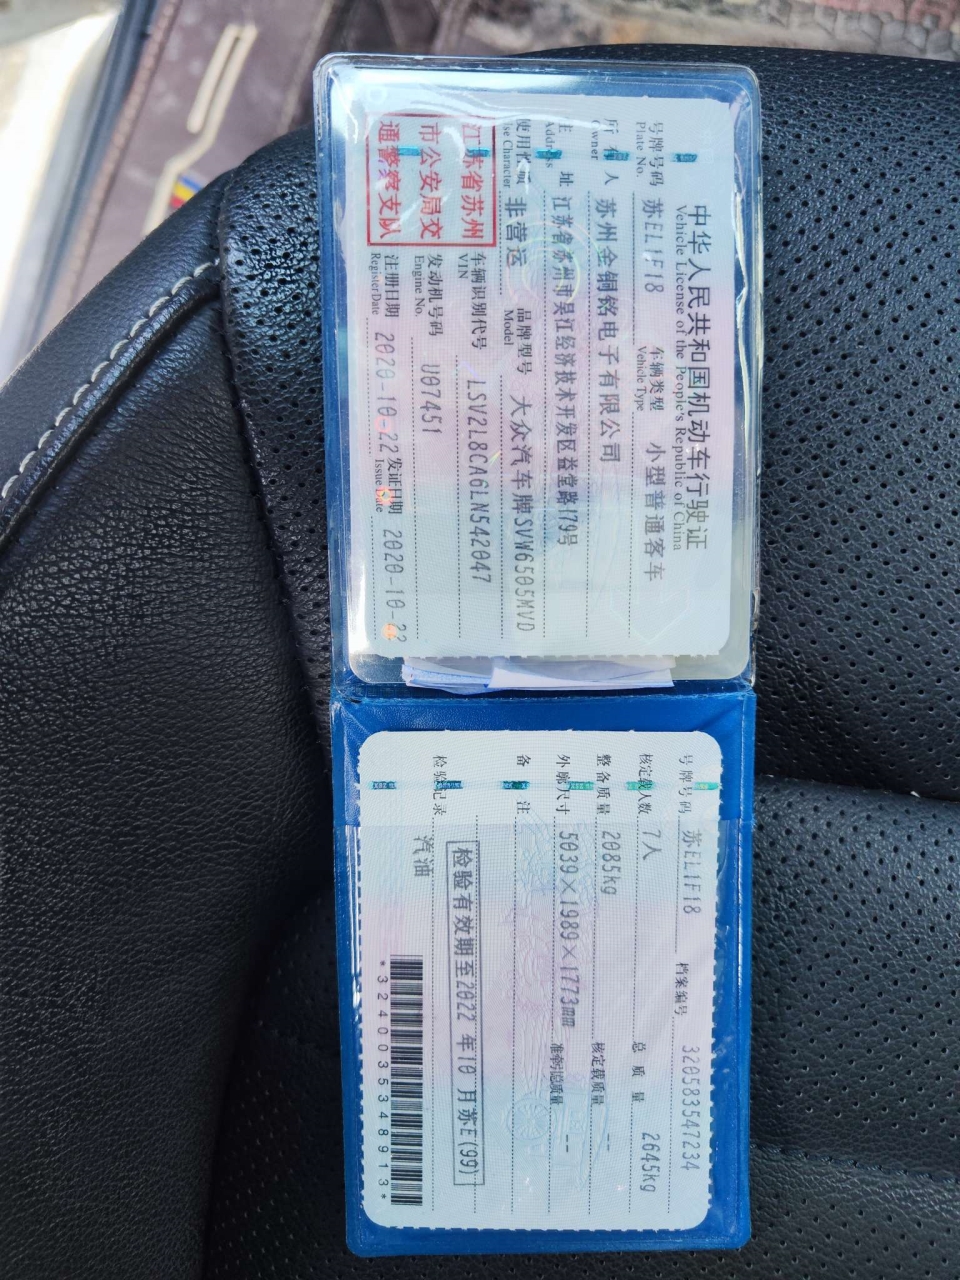 中华人民共和国机动车行驶证
Vehicle License of the People's Republic of China
号牌号码 苏EL1F18 车辆类型 小型普通客车
Plate No. Vehicle Type
所有人 苏州金铜铭电子有限公司
Owner
住址 江苏省苏州市吴江经济技术开发区益堂路179号
Address
使用性质 非营运 品牌型号 大众汽车牌SVW6505MVD
Use Character Model
江苏省苏州
市公安局交
通警察支队
车辆识别代号 LSV2L8CA6LN542047
VIN
发动机号码 U07451
Engine No.
注册日期 2020-10-22 发证日期 2020-10-22
Register Date Issue Date
号牌号码 苏EL1F18 档案编号 320583547234
核定载人数 7人 总质量 2645kg
整备质量 2085kg 核定载质量 --
外廓尺寸 5039×1989×1773mm 准牵引总质量 --
备注
检验有效期至2022年10月苏E(99)
检验记录
汽油
*3240035348913*